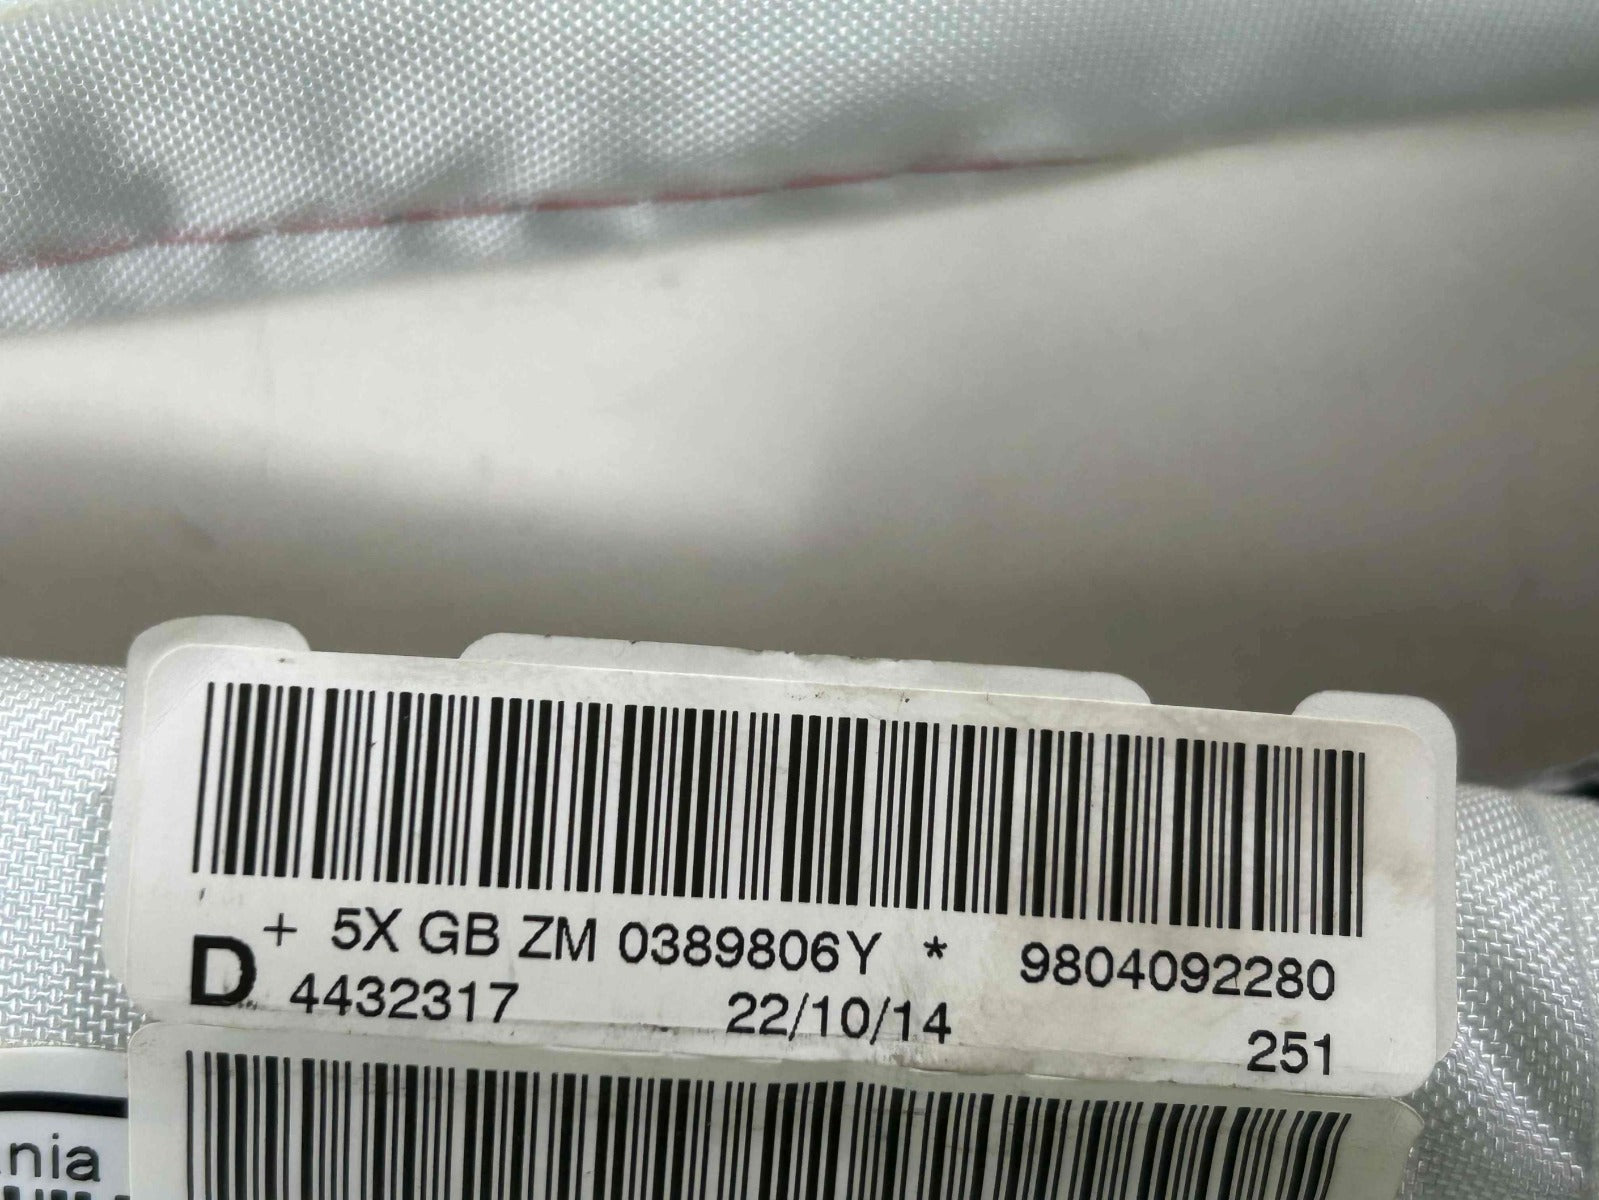 + 5X GB ZM 0389806Y * 9804092280
D 4432317 22/10/14 251
nia